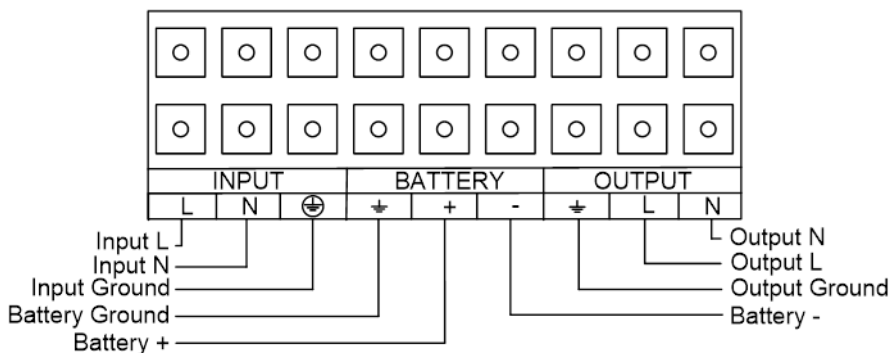 INPUT BATTERY OUTPUT
L N ⏚ + - ⏚ L N
Input L
Input N
Input Ground
Battery Ground
Battery +
Output N
Output L
Output Ground
Battery -